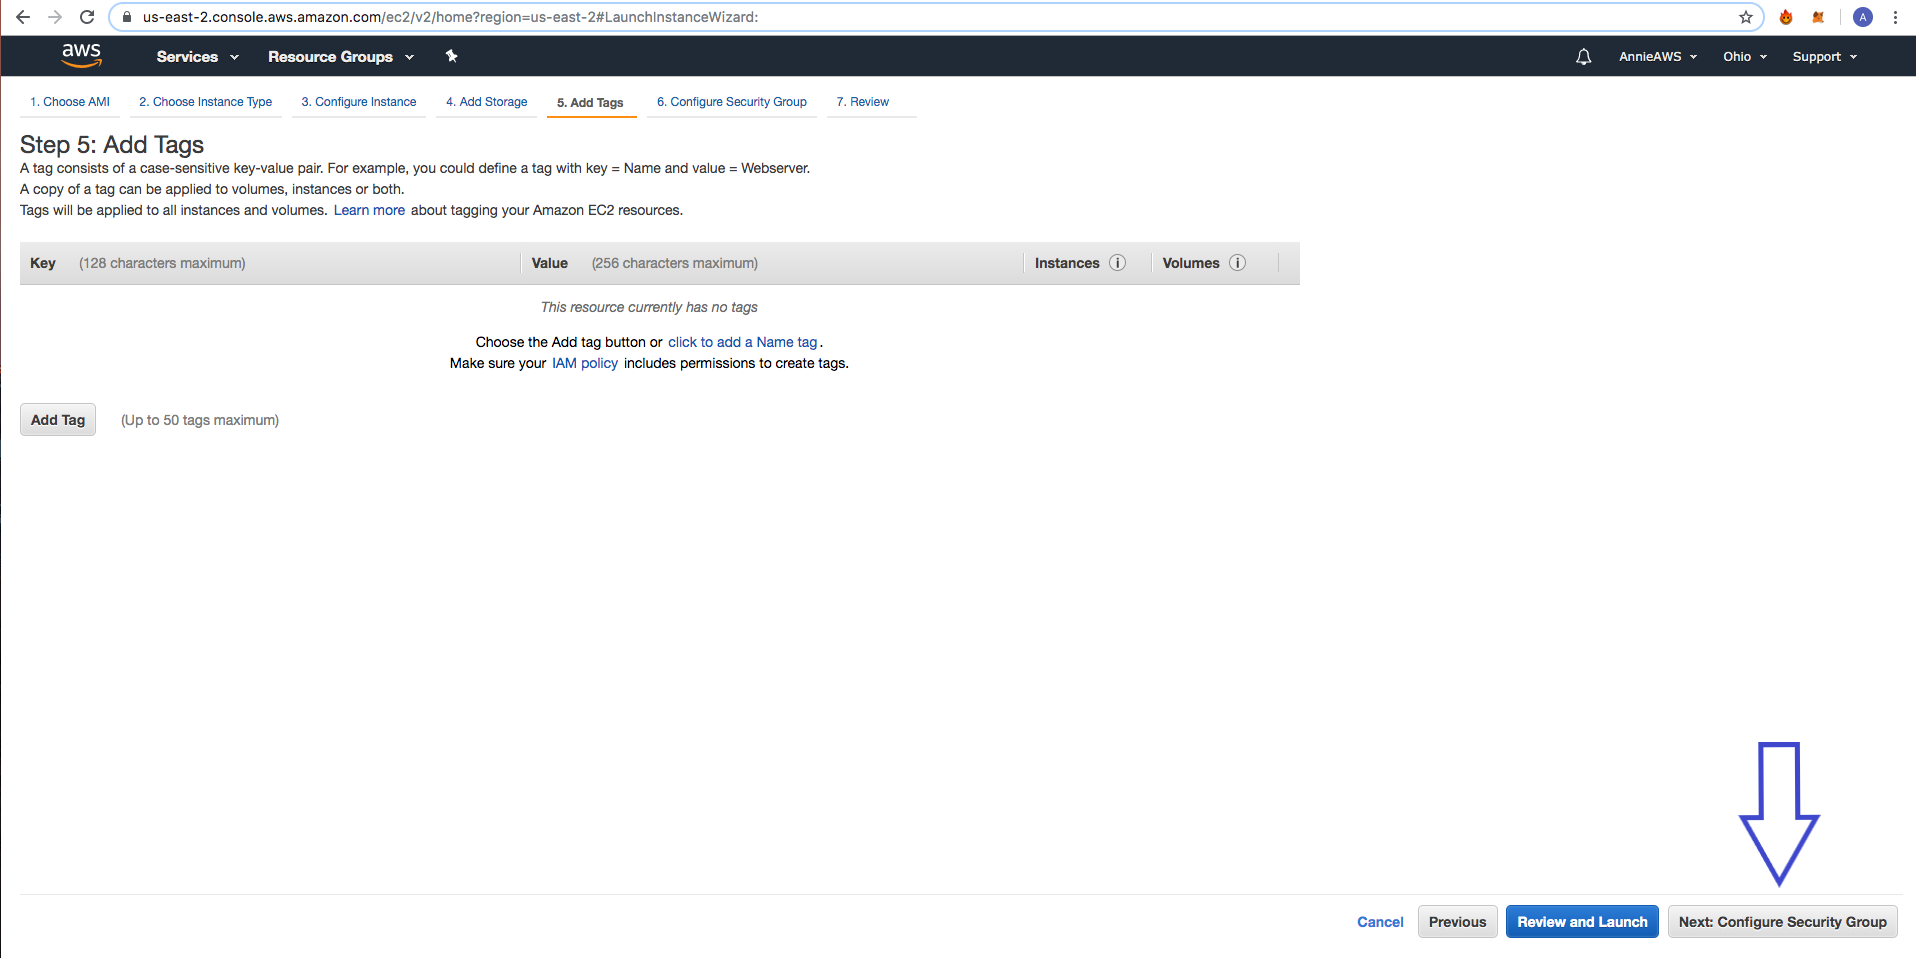 us-east-2.console.aws.amazon.com/ec2/v2/home?region=us-east-2#LaunchInstanceWizard:
A
aws Services Resource Groups AnnieAWS Ohio Support
1. Choose AMI 2. Choose Instance Type 3. Configure Instance 4. Add Storage 5. Add Tags 6. Configure Security Group 7. Review
Step 5: Add Tags
A tag consists of a case-sensitive key-value pair. For example, you could define a tag with key = Name and value = Webserver.
A copy of a tag can be applied to volumes, instances or both.
Tags will be applied to all instances and volumes. Learn more about tagging your Amazon EC2 resources.
Key (128 characters maximum) Value (256 characters maximum) Instances i Volumes i
This resource currently has no tags
Choose the Add tag button or click to add a Name tag.
Make sure your IAM policy includes permissions to create tags.
Add Tag (Up to 50 tags maximum)
Cancel Previous Review and Launch Next: Configure Security Group